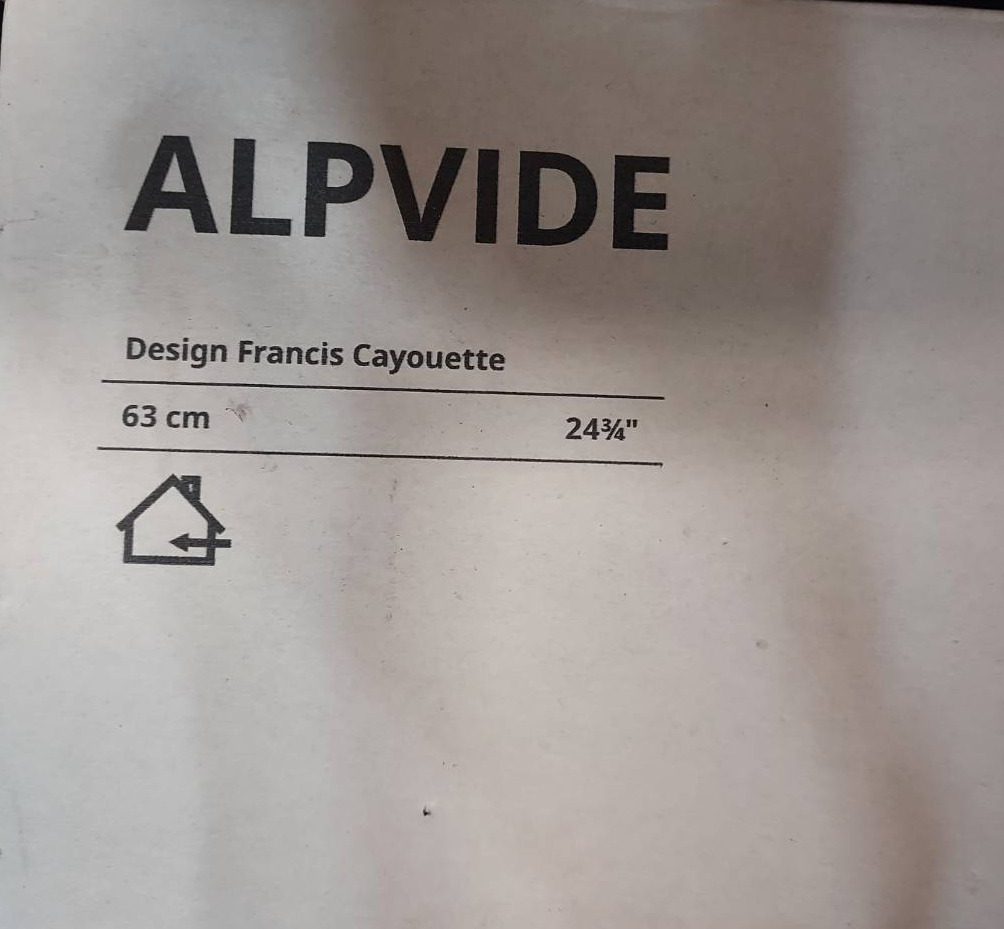 ALPVIDE
Design Francis Cayouette
63 cm 24¾"